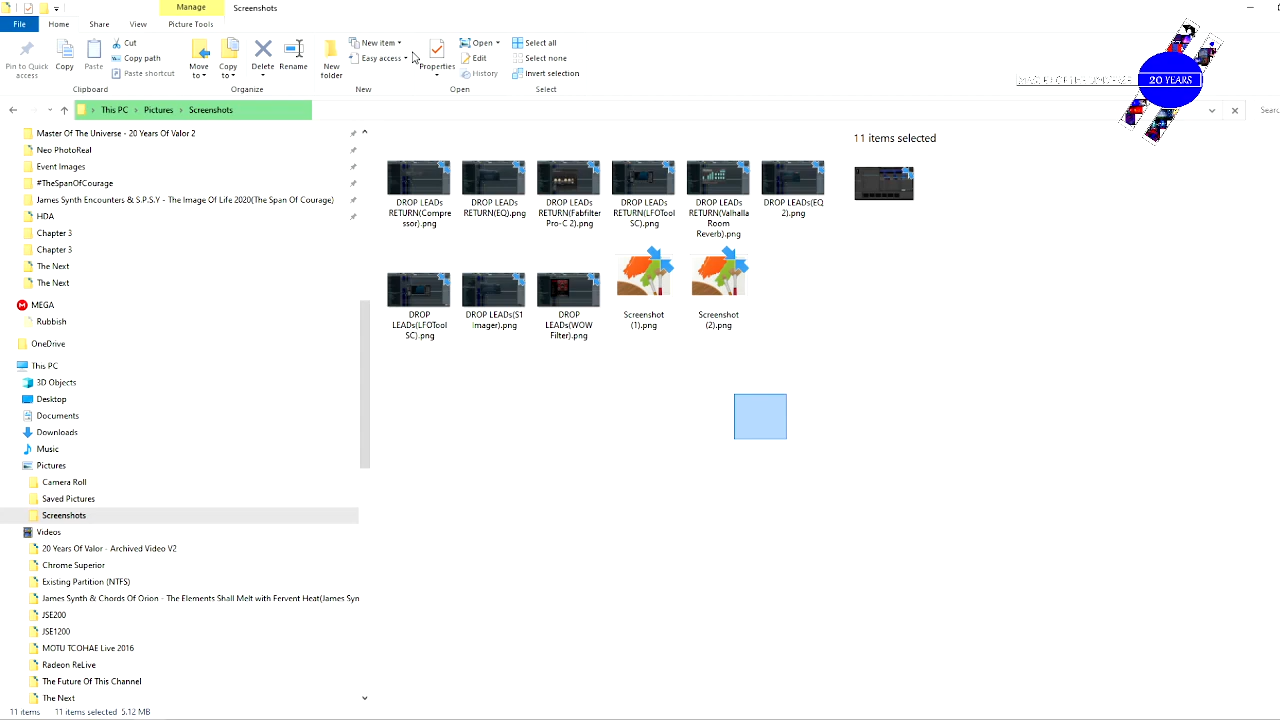 Manage
Screenshots
File
Home
Share
View
Picture Tools
Pin to Quick
access
Copy
Paste
Cut
Copy path
Paste shortcut
Clipboard
Move
to
Copy
to
Delete
Rename
Organize
New
folder
New item
Easy access
New
Properties
Open
Edit
History
Open
Select all
Select none
Invert selection
Select
20 YEARS
This PC
Pictures
Screenshots
Sear
Master Of The Universe - 20 Years Of Valor 2
Neo PhotoReal
Event Images
#TheSpanOfCourage
James Synth Encounters & S.P.S.Y - The Image Of Life 2020(The Span Of Courage)
HDA
Chapter 3
Chapter 3
The Next
The Next
MEGA
Rubbish
OneDrive
This PC
3D Objects
Desktop
Documents
Downloads
Music
Pictures
Camera Roll
Saved Pictures
Screenshots
Videos
20 Years Of Valor - Archived Video V2
Chrome Superior
Existing Partition (NTFS)
James Synth & Chords Of Orion - The Elements Shall Melt with Fervent Heat(James Syn
JSE200
JSE1200
MOTU TCOHAE Live 2016
Radeon ReLive
The Future Of This Channel
The Next
DROP LEADs
RETURN(Compre
ssor).png
DROP LEADs
RETURN(EQ).png
DROP LEADs
RETURN(Fabfilter
Pro-C 2).png
DROP LEADs
RETURN(LFOTool
SC).png
DROP LEADs
RETURN(Valhalla
Room
Reverb).png
DROP LEADs(EQ
2).png
DROP
LEADs(LFOTool
SC).png
DROP LEADs(S1
Imager).png
DROP
LEADs(WOW
Filter).png
Screenshot
(1).png
Screenshot
(2).png
11 items selected
11 items
11 items selected 5.12 MB